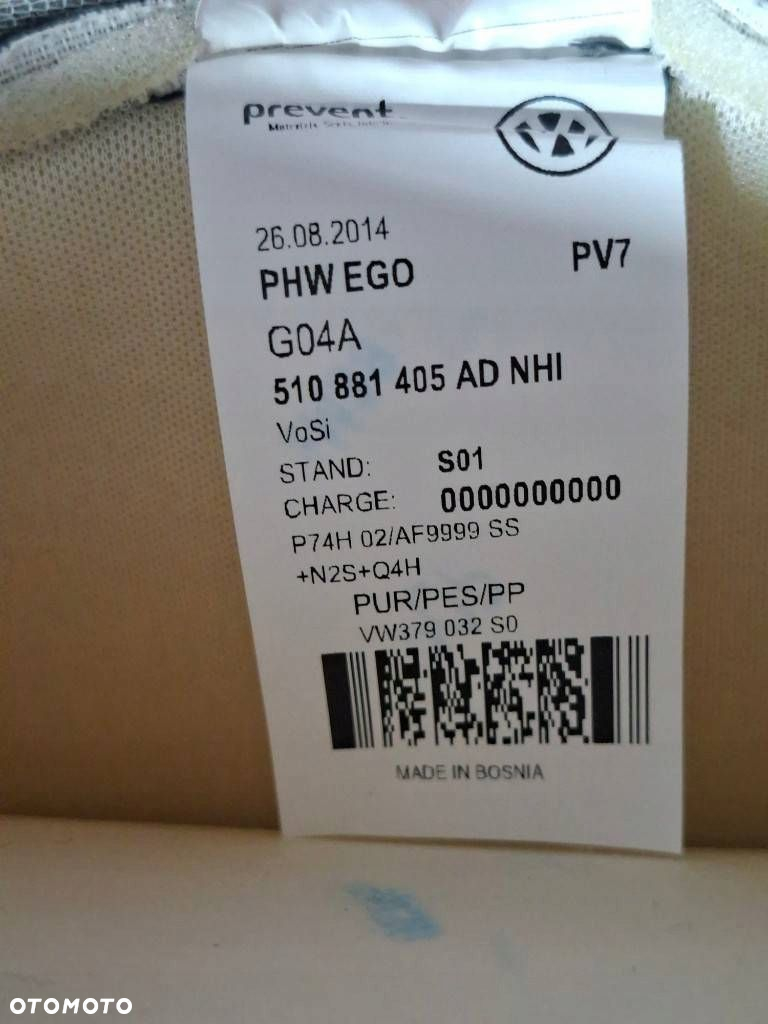 prevent
26.08.2014
PHW EGO PV7
G04A
510 881 405 AD NHI
VoSi
STAND: S01
CHARGE: 0000000000
P74H 02/AF9999 SS
+N2S+Q4H
PUR/PES/PP
VW379 032 S0
MADE IN BOSNIA
OTOMOTO